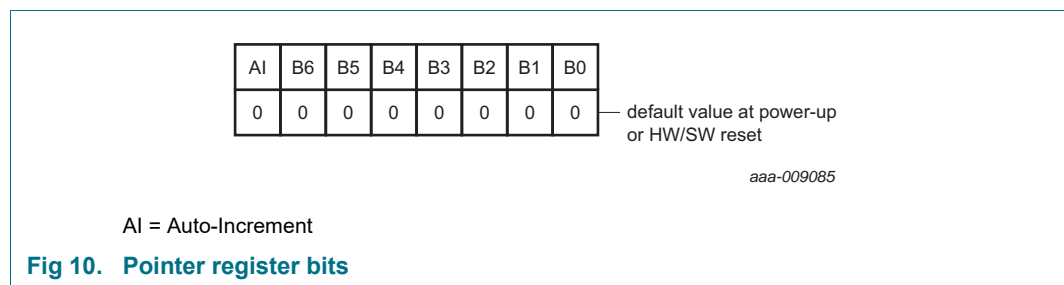 AI B6 B5 B4 B3 B2 B1 B0
0 0 0 0 0 0 0 0
default value at power-up
or HW/SW reset
aaa-009085
AI = Auto-Increment
Fig 10. Pointer register bits